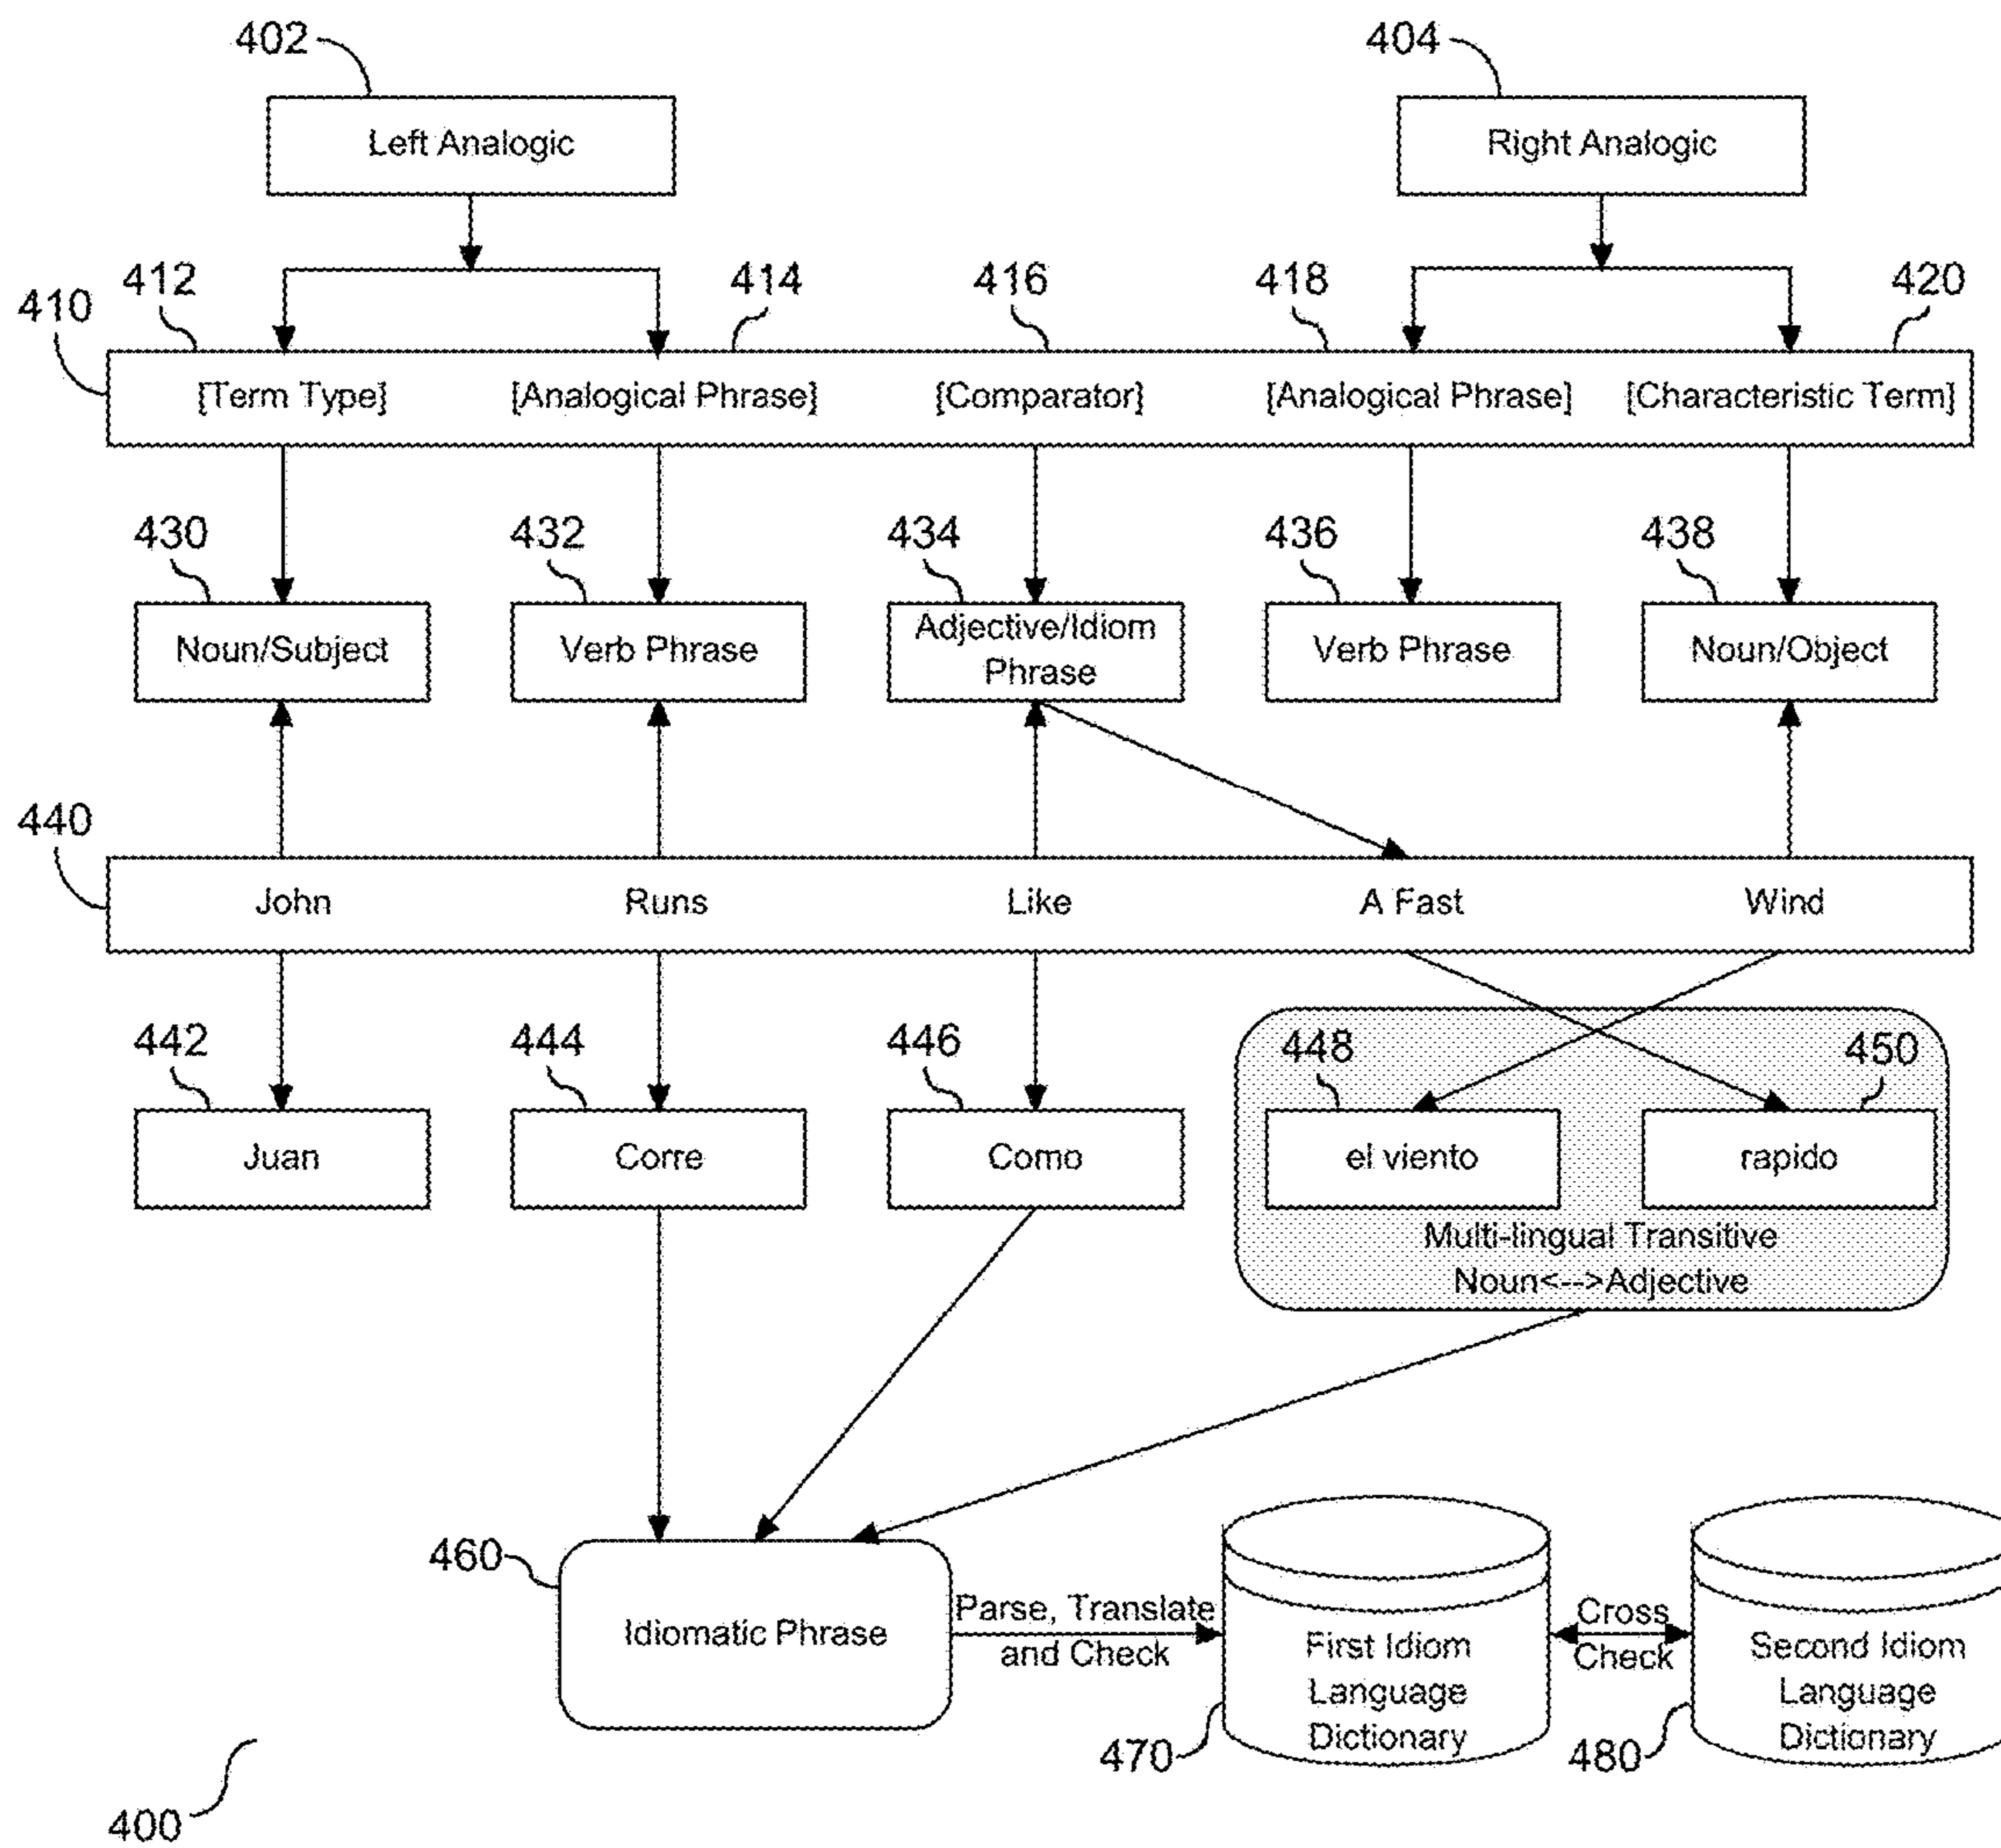 402
404
Left Analogic
Right Analogic
410
412
414
416
418
420
[Term Type] [Analogical Phrase] [Comparator] [Analogical Phrase] [Characteristic Term]
430
432
434
436
438
Noun/Subject
Verb Phrase
Adjective/Idiom
Phrase
Verb Phrase
Noun/Object
440
John Runs Like A Fast Wind
442
444
446
448
450
Juan
Corre
Como
el viento
rapido
Multi-lingual Transitive
Noun<-->Adjective
460
Idiomatic Phrase
Parse, Translate
and Check
First Idiom
Language
Dictionary
470
Cross
Check
Second Idiom
Language
Dictionary
480
400